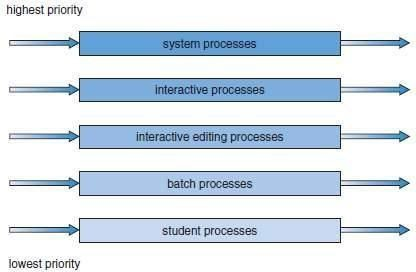 highest priority
system processes
interactive processes
interactive editing processes
batch processes
student processes
lowest priority